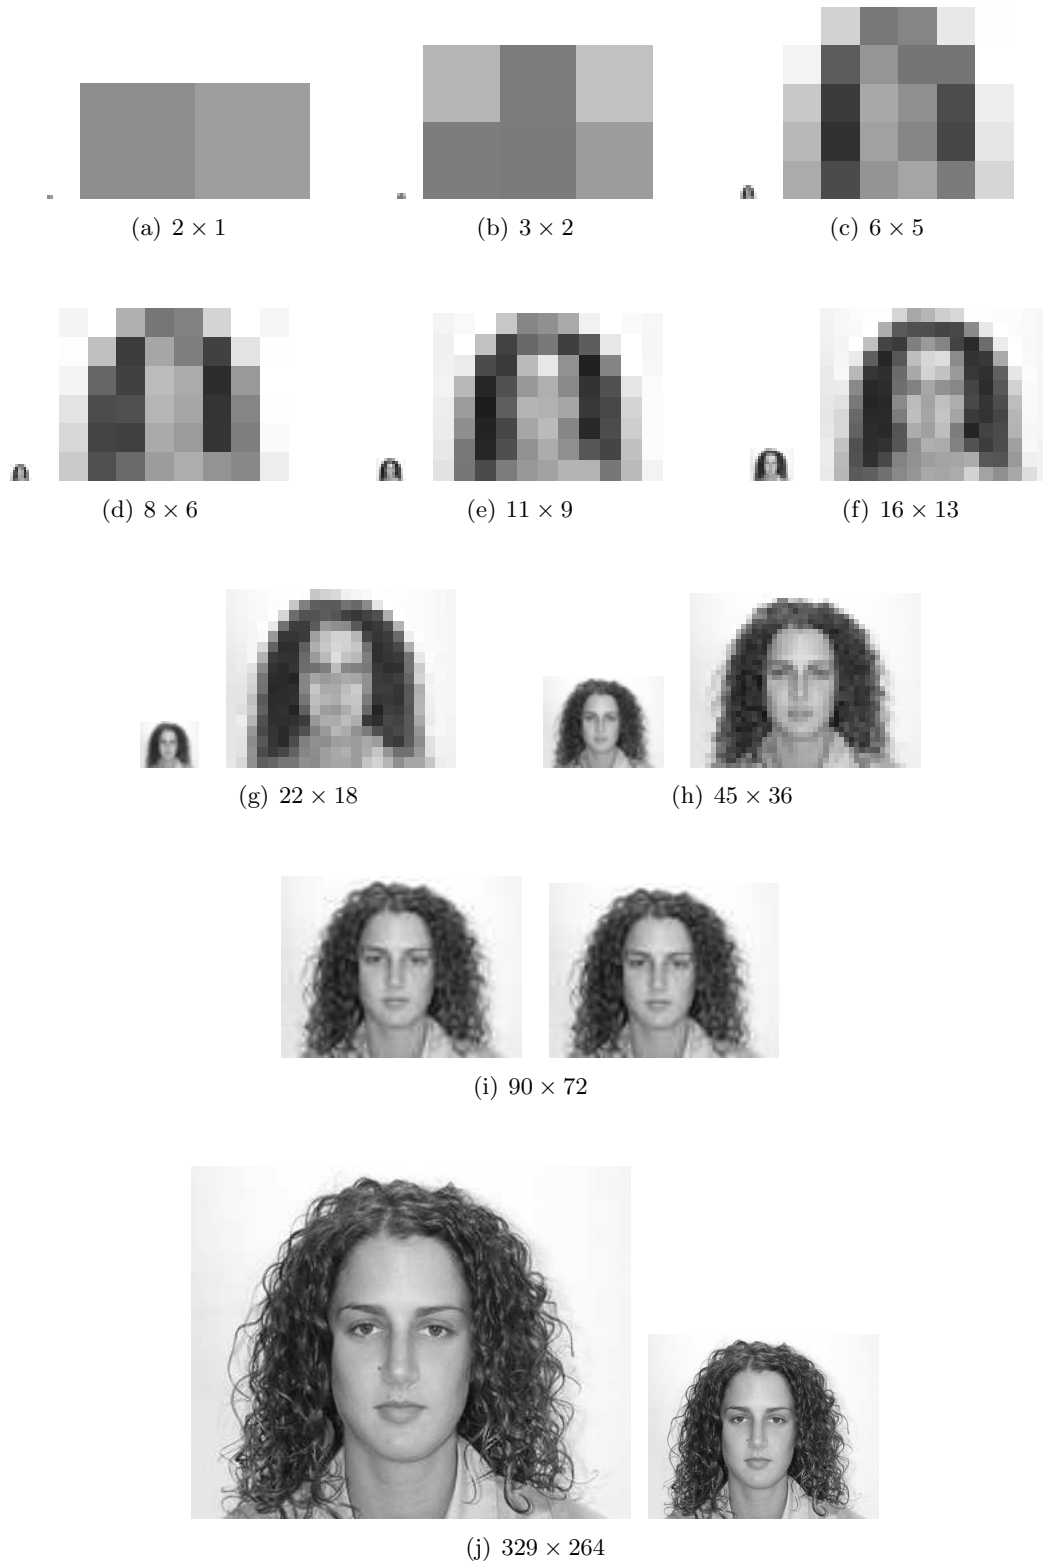 (a) 2 × 1
(b) 3 × 2
(c) 6 × 5
(d) 8 × 6
(e) 11 × 9
(f) 16 × 13
(g) 22 × 18
(h) 45 × 36
(i) 90 × 72
(j) 329 × 264